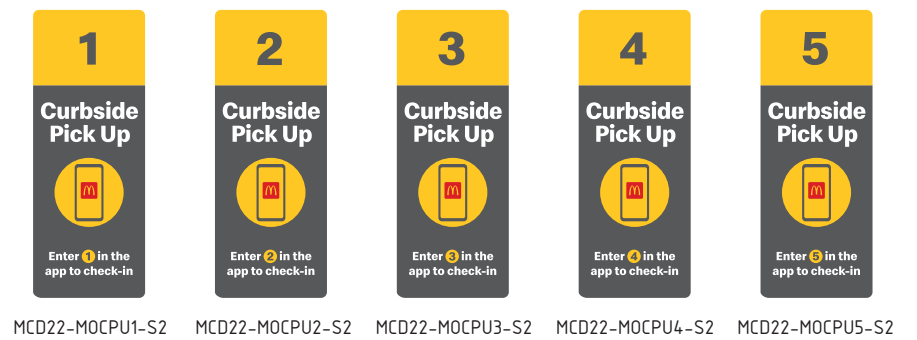 1
Curbside
Pick Up
Enter 1 in the
app to check-in
MCD22-MOCPU1-S2
2
Curbside
Pick Up
Enter 2 in the
app to check-in
MCD22-MOCPU2-S2
3
Curbside
Pick Up
Enter 3 in the
app to check-in
MCD22-MOCPU3-S2
4
Curbside
Pick Up
Enter 4 in the
app to check-in
MCD22-MOCPU4-S2
5
Curbside
Pick Up
Enter 5 in the
app to check-in
MCD22-MOCPU5-S2